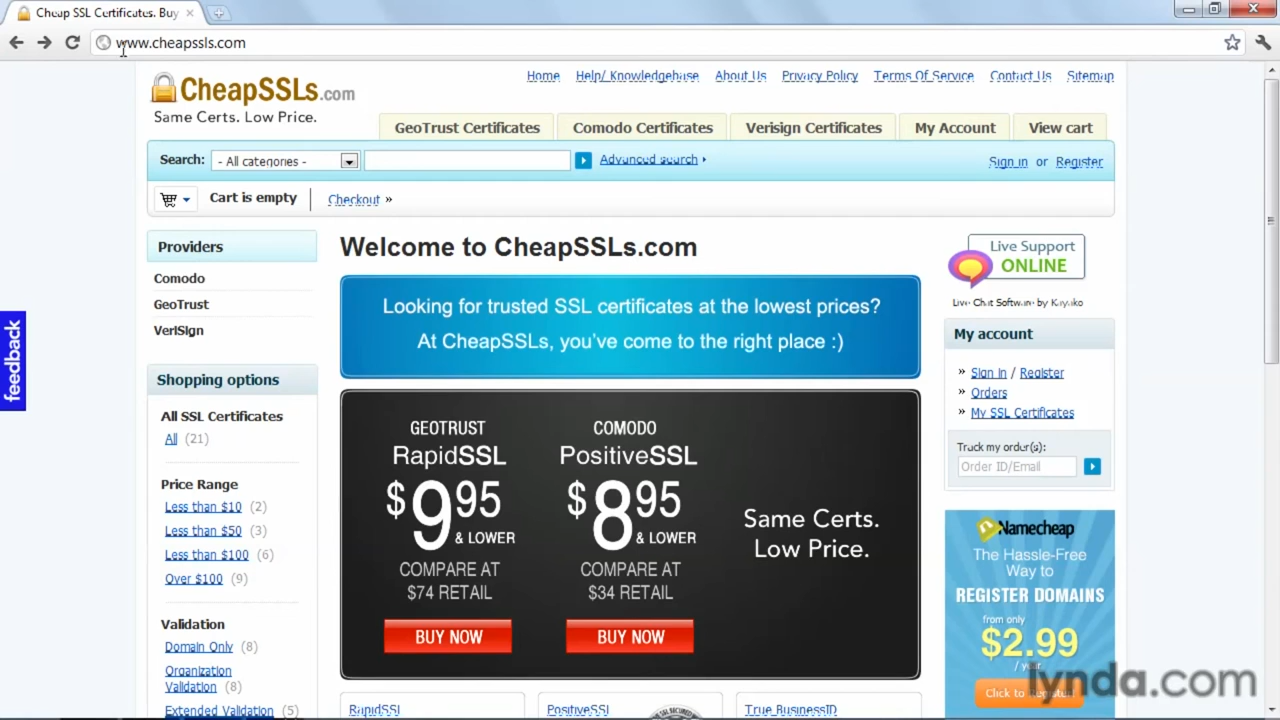 Cheap SSL Certificates. Buy
www.cheapssls.com
CheapSSLs.com
Same Certs. Low Price.
Home Help/ Knowledgebase About Us Privacy Policy Terms Of Service Contact Us Sitemap
GeoTrust Certificates Comodo Certificates Verisign Certificates My Account View cart
Search: - All categories - Advanced search Sign in or Register
Cart is empty Checkout »
Providers
Comodo
GeoTrust
VeriSign
Shopping options
All SSL Certificates
All (21)
Price Range
Less than $10 (2)
Less than $50 (3)
Less than $100 (6)
Over $100 (9)
Validation
Domain Only (8)
Organization
Validation (8)
Extended Validation (5)
feedback
Welcome to CheapSSLs.com
Looking for trusted SSL certificates at the lowest prices?
At CheapSSLs, you've come to the right place :)
GEOTRUST
RapidSSL
$9.95
& LOWER
COMPARE AT
$74 RETAIL
BUY NOW
COMODO
PositiveSSL
$8.95
& LOWER
COMPARE AT
$34 RETAIL
BUY NOW
Same Certs.
Low Price.
RapidSSL PositiveSSL True BusinessID
Live Support
ONLINE
Live Chat Software by Kayako
My account
» Sign in / Register
» Orders
» My SSL Certificates
Track my order(s):
Order ID/Email
Namecheap
The Hassle-Free
Way to
REGISTER DOMAINS
from only
$2.99
/ year
Click to Register!
lynda.com